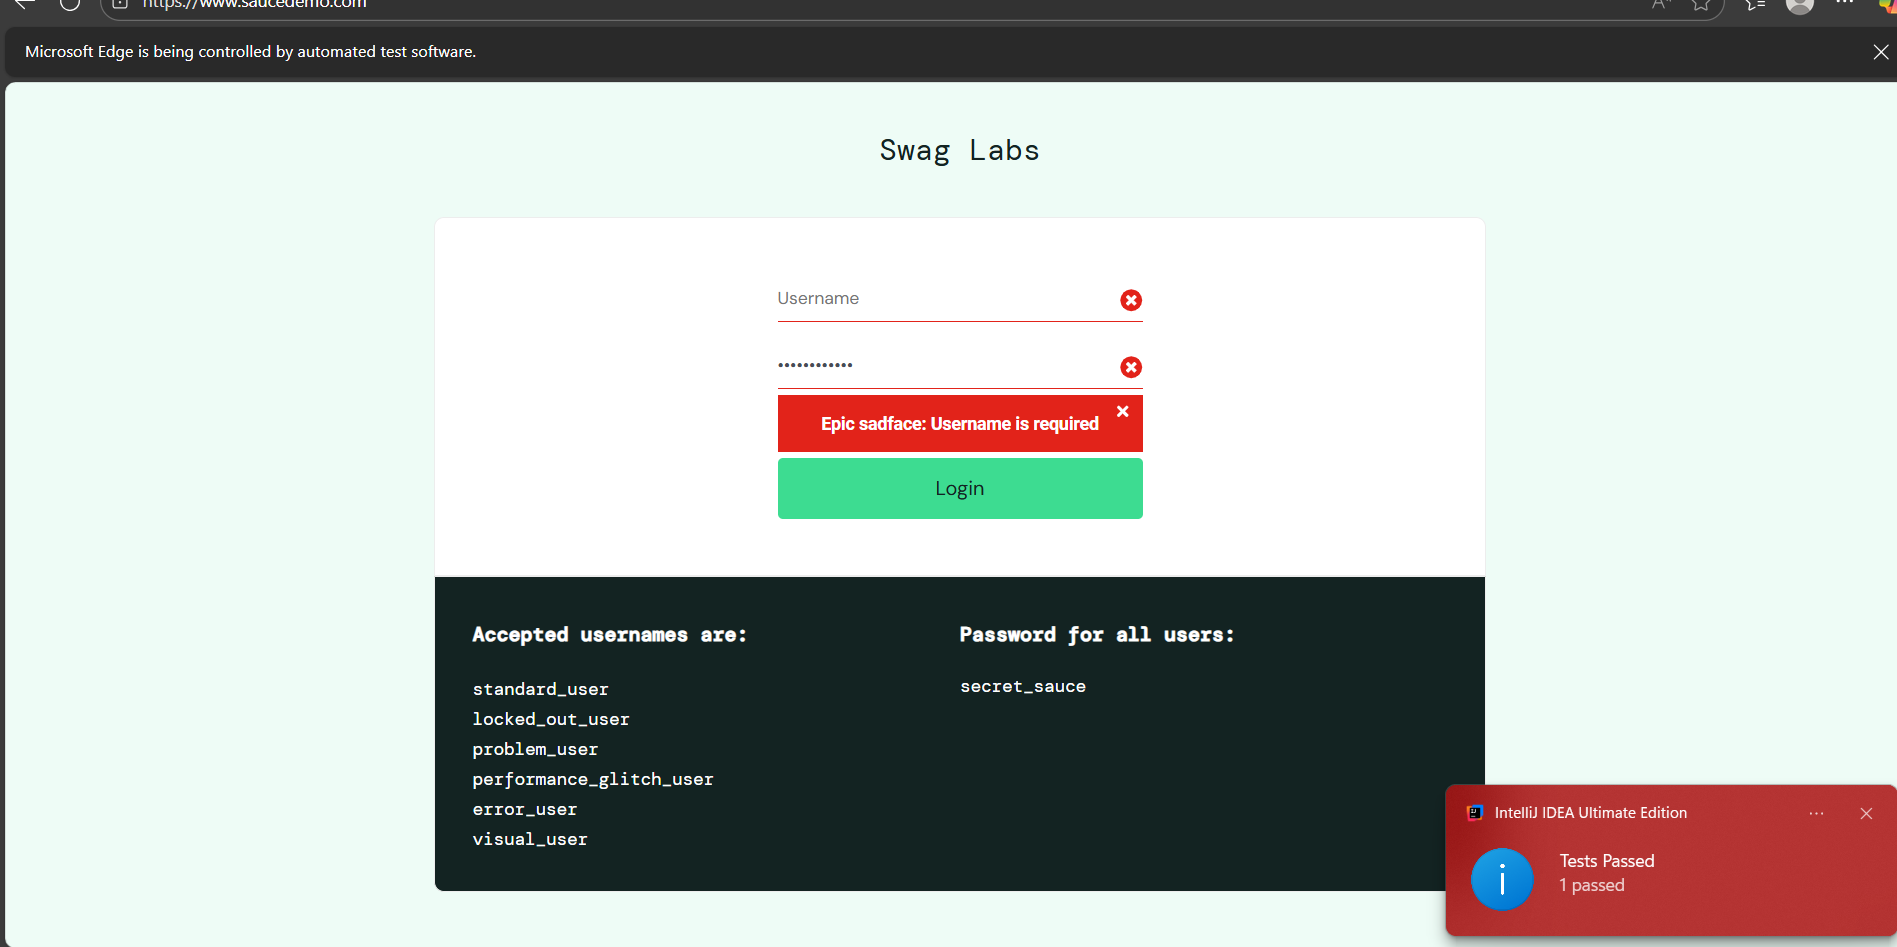 https://www.saucedemo.com
Microsoft Edge is being controlled by automated test software.
Swag Labs
Username
Epic sadface: Username is required
Login
Accepted usernames are:
standard_user
locked_out_user
problem_user
performance_glitch_user
error_user
visual_user
Password for all users:
secret_sauce
IntelliJ IDEA Ultimate Edition
Tests Passed
1 passed